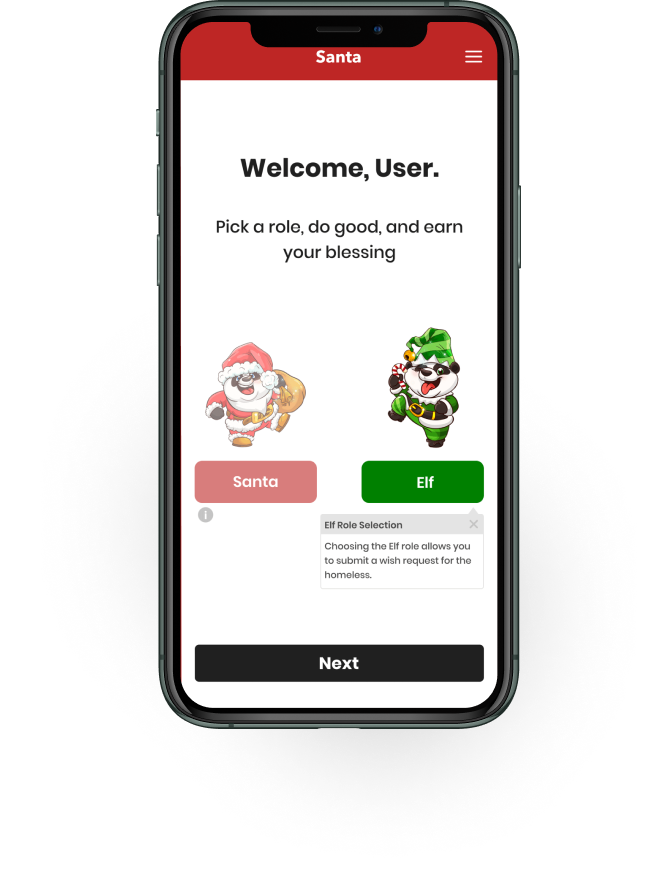 Santa
Welcome, User.
Pick a role, do good, and earn
your blessing
Santa
Elf
i
Elf Role Selection
Choosing the Elf role allows you
to submit a wish request for the
homeless.
Next